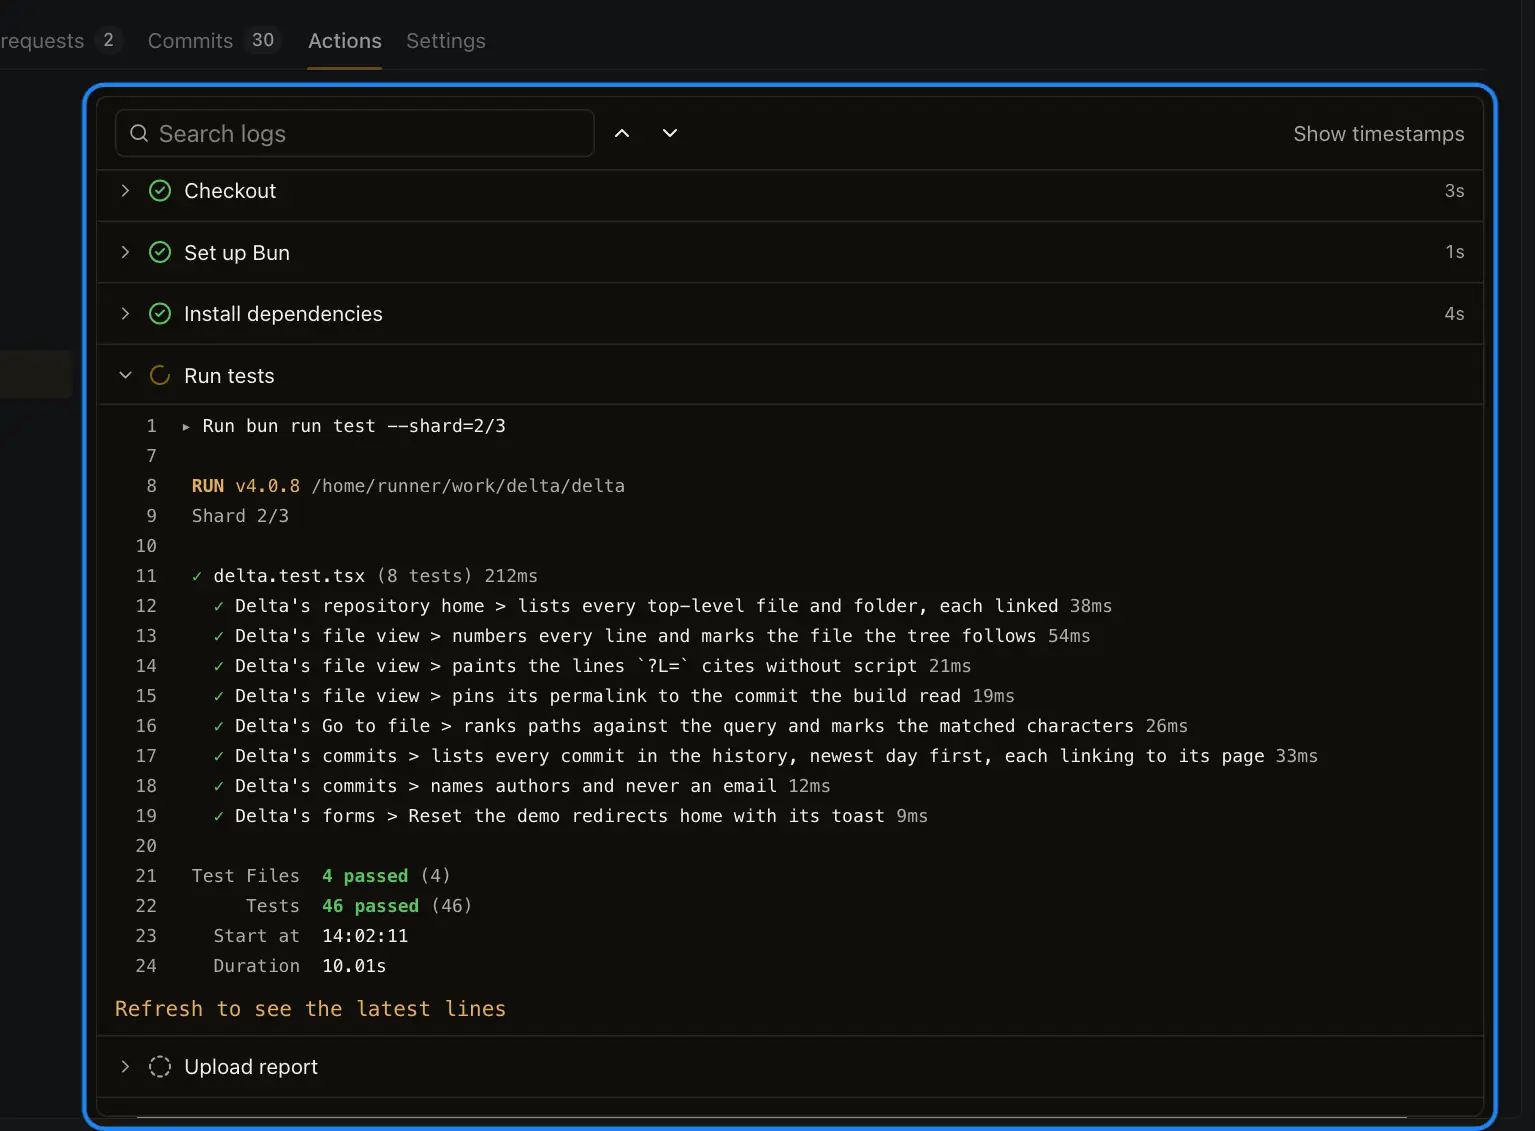 requests 2 Commits 30 Actions Settings
Search logs Show timestamps
Checkout 3s
Set up Bun 1s
Install dependencies 4s
Run tests
1 ▸ Run bun run test --shard=2/3
7
8 RUN v4.0.8 /home/runner/work/delta/delta
9 Shard 2/3
10
11 ✓ delta.test.tsx (8 tests) 212ms
12 ✓ Delta's repository home > lists every top-level file and folder, each linked 38ms
13 ✓ Delta's file view > numbers every line and marks the file the tree follows 54ms
14 ✓ Delta's file view > paints the lines `?L=` cites without script 21ms
15 ✓ Delta's file view > pins its permalink to the commit the build read 19ms
16 ✓ Delta's Go to file > ranks paths against the query and marks the matched characters 26ms
17 ✓ Delta's commits > lists every commit in the history, newest day first, each linking to its page 33ms
18 ✓ Delta's commits > names authors and never an email 12ms
19 ✓ Delta's forms > Reset the demo redirects home with its toast 9ms
20
21 Test Files 4 passed (4)
22 Tests 46 passed (46)
23 Start at 14:02:11
24 Duration 10.01s
Refresh to see the latest lines
Upload report